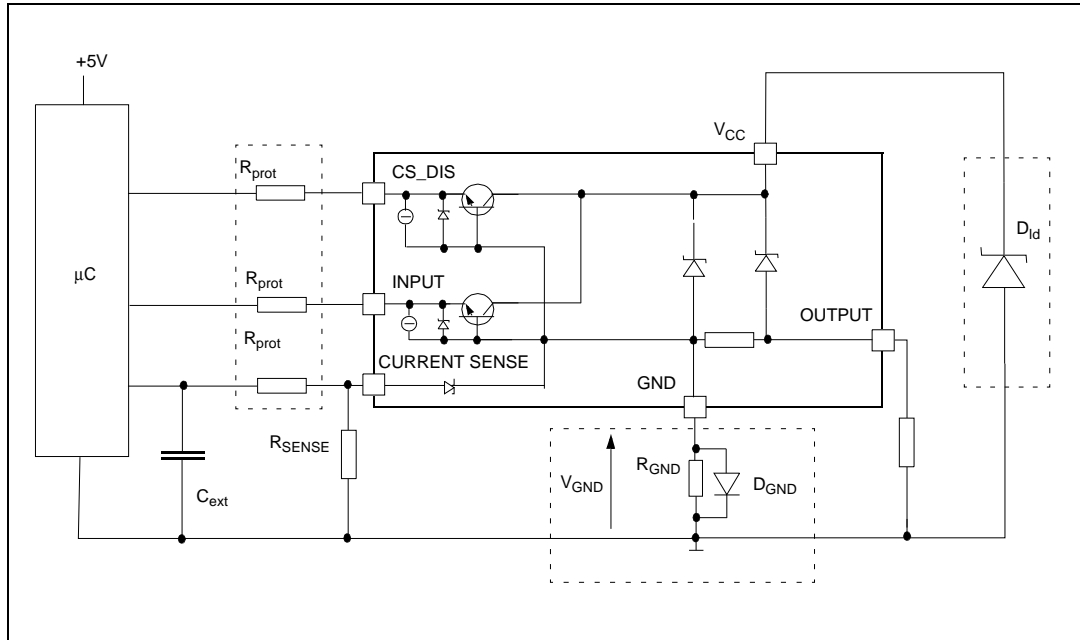 +5V
V_CC
R_prot
CS_DIS
D_ld
μC
R_prot
INPUT
OUTPUT
R_prot
CURRENT SENSE
GND
R_SENSE
R_GND
V_GND
D_GND
C_ext